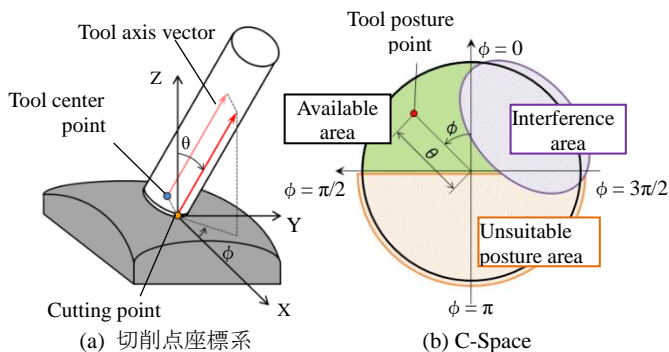 Tool axis vector
Z
Tool center
point
θ
Y
ϕ
X
Cutting point
(a) 切削点座標系
Tool posture
point
ϕ = 0
Available
area
Interference
area
ϕ
θ
ϕ = π/2
ϕ = 3π/2
Unsuitable
posture area
ϕ = π
(b) C-Space